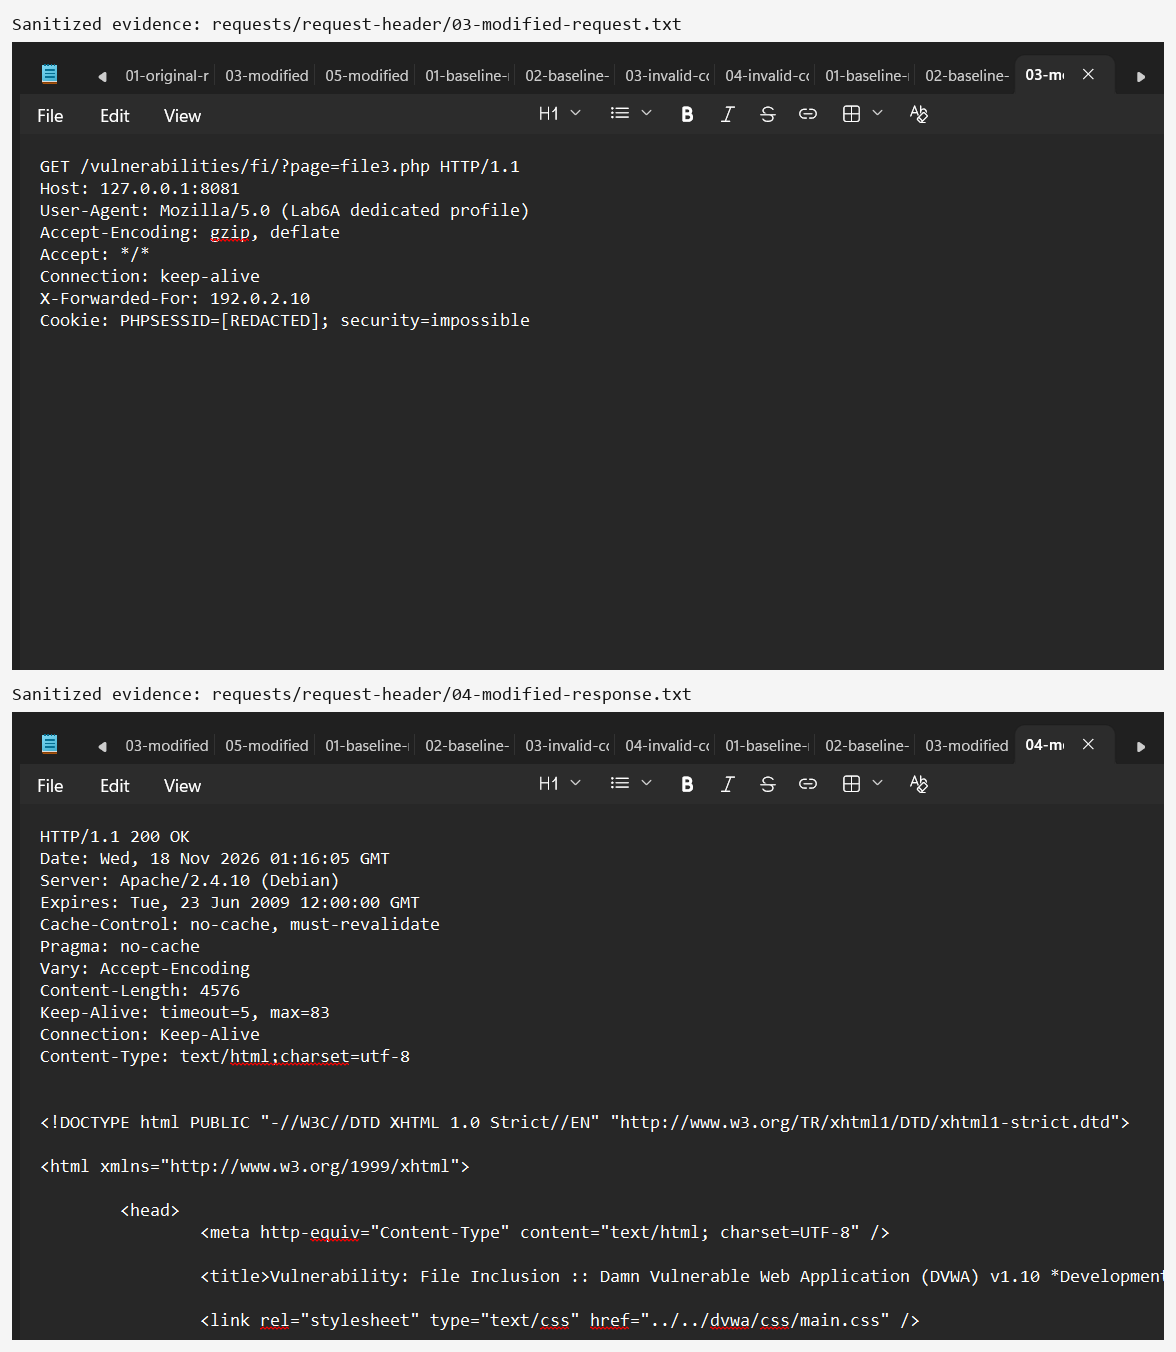 Sanitized evidence: requests/request-header/03-modified-request.txt
01-original-r 03-modified 05-modified 01-baseline- 02-baseline- 03-invalid-co 04-invalid-co 01-baseline- 02-baseline- 03-mo
File Edit View H1 B I S
GET /vulnerabilities/fi/?page=file3.php HTTP/1.1
Host: 127.0.0.1:8081
User-Agent: Mozilla/5.0 (Lab6A dedicated profile)
Accept-Encoding: gzip, deflate
Accept: */*
Connection: keep-alive
X-Forwarded-For: 192.0.2.10
Cookie: PHPSESSID=[REDACTED]; security=impossible
Sanitized evidence: requests/request-header/04-modified-response.txt
03-modified 05-modified 01-baseline- 02-baseline- 03-invalid-co 04-invalid-co 01-baseline- 02-baseline- 03-modified 04-mo
File Edit View H1 B I S
HTTP/1.1 200 OK
Date: Wed, 18 Nov 2026 01:16:05 GMT
Server: Apache/2.4.10 (Debian)
Expires: Tue, 23 Jun 2009 12:00:00 GMT
Cache-Control: no-cache, must-revalidate
Pragma: no-cache
Vary: Accept-Encoding
Content-Length: 4576
Keep-Alive: timeout=5, max=83
Connection: Keep-Alive
Content-Type: text/html;charset=utf-8
<!DOCTYPE html PUBLIC "-//W3C//DTD XHTML 1.0 Strict//EN" "http://www.w3.org/TR/xhtml1/DTD/xhtml1-strict.dtd">
<html xmlns="http://www.w3.org/1999/xhtml">
<head>
<meta http-equiv="Content-Type" content="text/html; charset=UTF-8" />
<title>Vulnerability: File Inclusion :: Damn Vulnerable Web Application (DVWA) v1.10 *Development
<link rel="stylesheet" type="text/css" href="../../dvwa/css/main.css" />